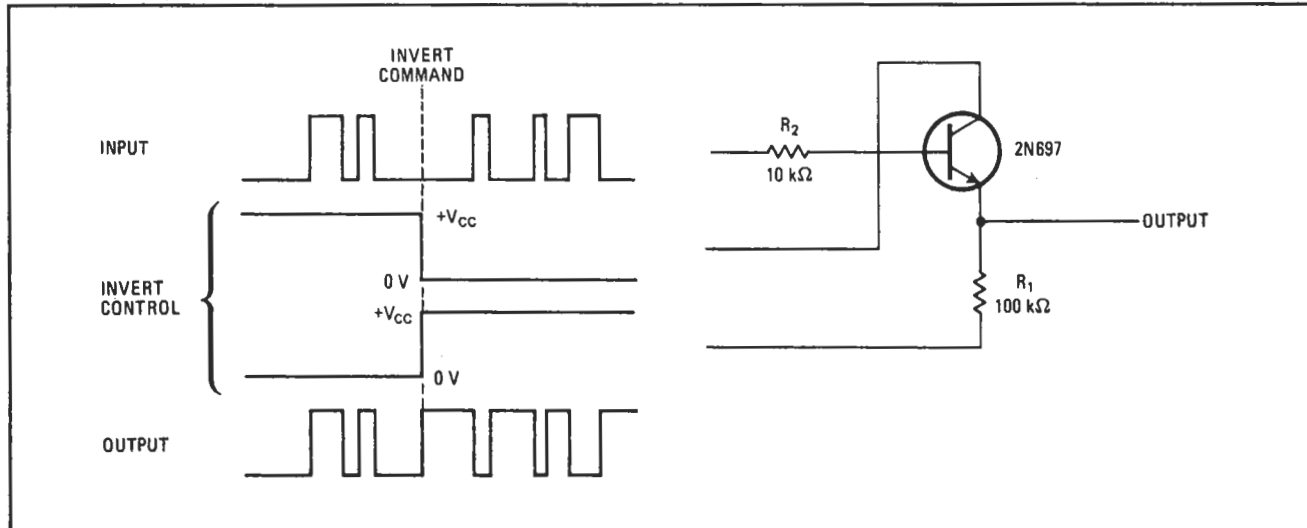 INVERT
COMMAND
INPUT
+VCC
0 V
INVERT
CONTROL
+VCC
0 V
OUTPUT
R2
10 kΩ
2N697
OUTPUT
R1
100 kΩ